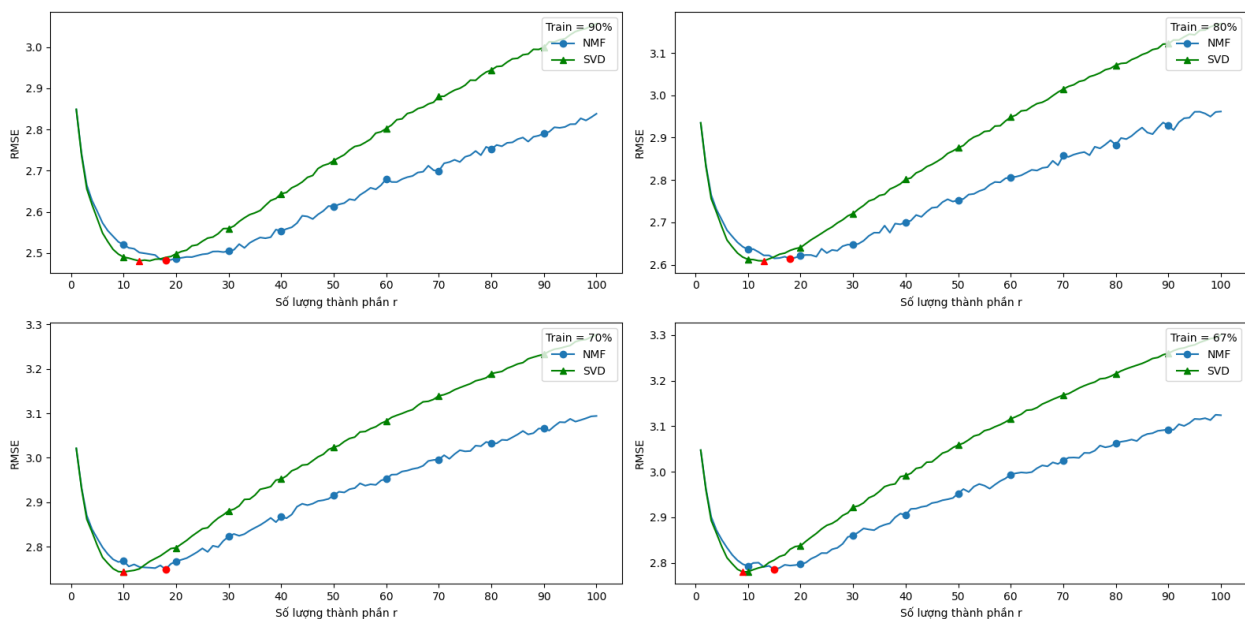 Train = 90%
NMF
SVD
RMSE
3.0
2.9
2.8
2.7
2.6
2.5
0 10 20 30 40 50 60 70 80 90 100
Số lượng thành phần r
Train = 80%
NMF
SVD
RMSE
3.1
3.0
2.9
2.8
2.7
2.6
0 10 20 30 40 50 60 70 80 90 100
Số lượng thành phần r
Train = 70%
NMF
SVD
RMSE
3.3
3.2
3.1
3.0
2.9
2.8
0 10 20 30 40 50 60 70 80 90 100
Số lượng thành phần r
Train = 67%
NMF
SVD
RMSE
3.3
3.2
3.1
3.0
2.9
2.8
0 10 20 30 40 50 60 70 80 90 100
Số lượng thành phần r